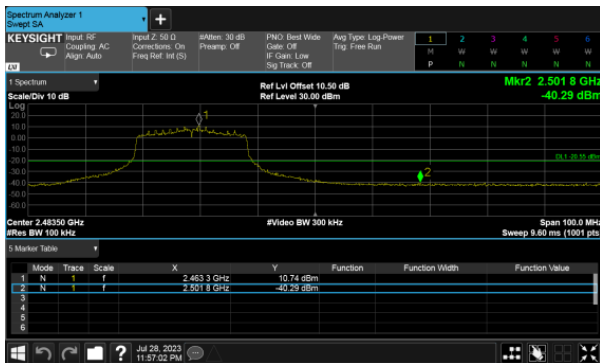 Spectrum Analyzer 1
Swept SA
+
KEYSIGHT
Input: RF
Coupling: AC
Align: Auto
Input Z: 50 Ω
Corrections: On
Freq Ref: Int (S)
#Atten: 30 dB
Preamp: Off
PNO: Best Wide
Gate: Off
IF Gain: Low
Sig Track: Off
Avg Type: Log-Power
Trig: Free Run
1 2 3 4 5 6
M W W W W W
P N N N N N
LXI
1 Spectrum
Scale/Div 10 dB
Ref Lvl Offset 10.50 dB
Ref Level 30.00 dBm
Mkr2 2.501 8 GHz
-40.29 dBm
Log
20.0
10.0
0.00
-10.0
-20.0
-30.0
-40.0
-50.0
-60.0
1
2
DL1 -20.55 dBm
Center 2.48350 GHz
#Res BW 100 kHz
#Video BW 300 kHz
Span 100.0 MHz
Sweep 9.60 ms (1001 pts)
5 Marker Table
Mode Trace Scale X Y Function Function Width Function Value
1 N 1 f 2.463 3 GHz 10.74 dBm
2 N 1 f 2.501 8 GHz -40.29 dBm
3
4
5
6
?
Jul 28, 2023
11:57:02 PM